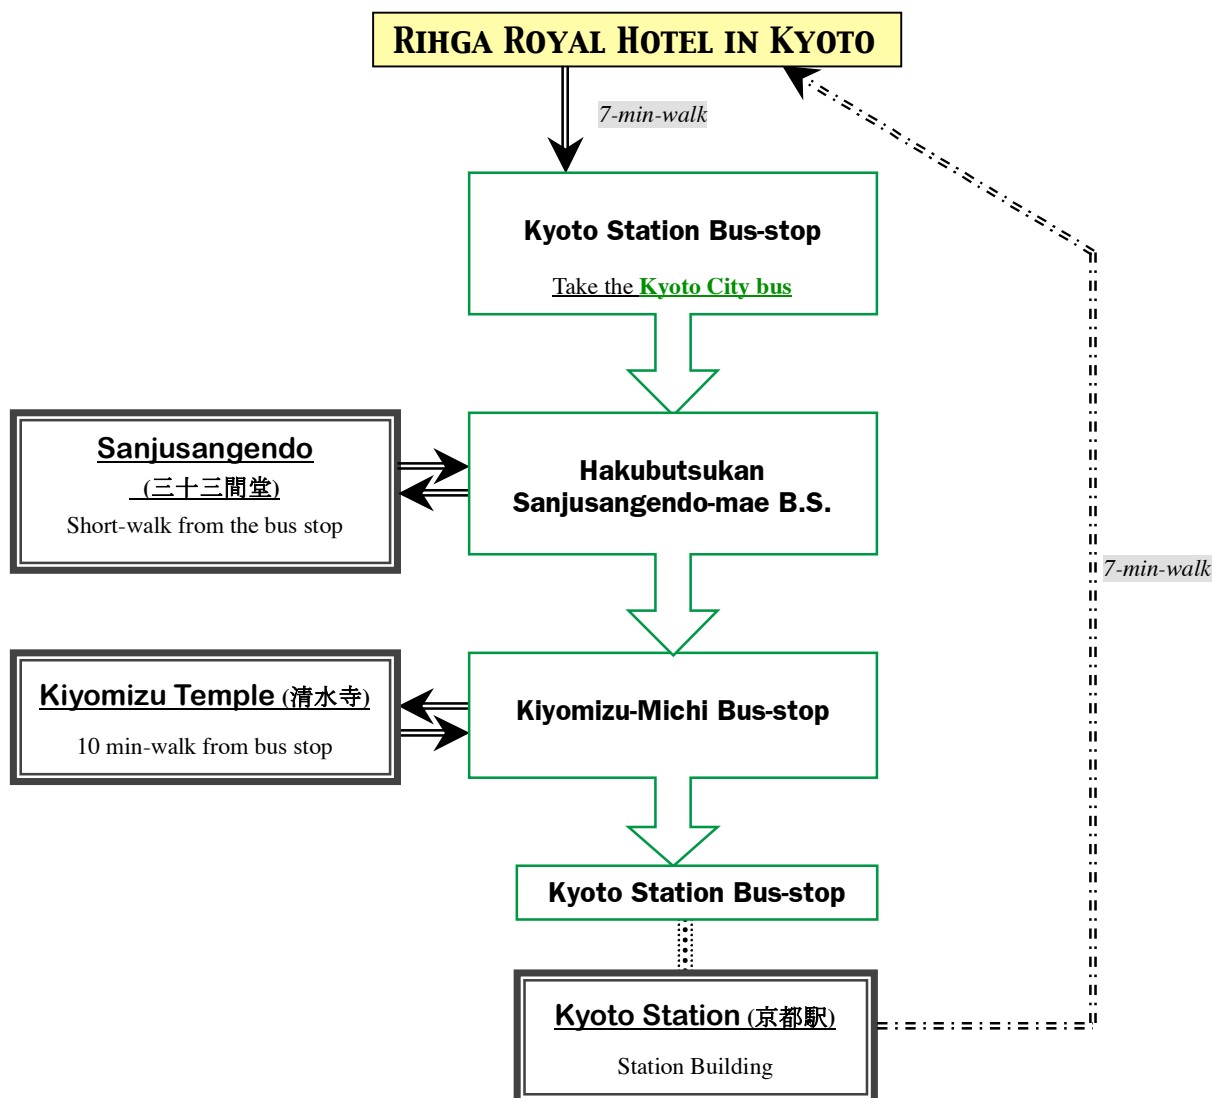 RIHGA ROYAL HOTEL IN KYOTO
7-min-walk
Kyoto Station Bus-stop
Take the Kyoto City bus
Sanjusangendo
(三十三間堂)
Short-walk from the bus stop
Hakubutsukan
Sanjusangendo-mae B.S.
7-min-walk
Kiyomizu Temple (清水寺)
10 min-walk from bus stop
Kiyomizu-Michi Bus-stop
Kyoto Station Bus-stop
Kyoto Station (京都駅)
Station Building